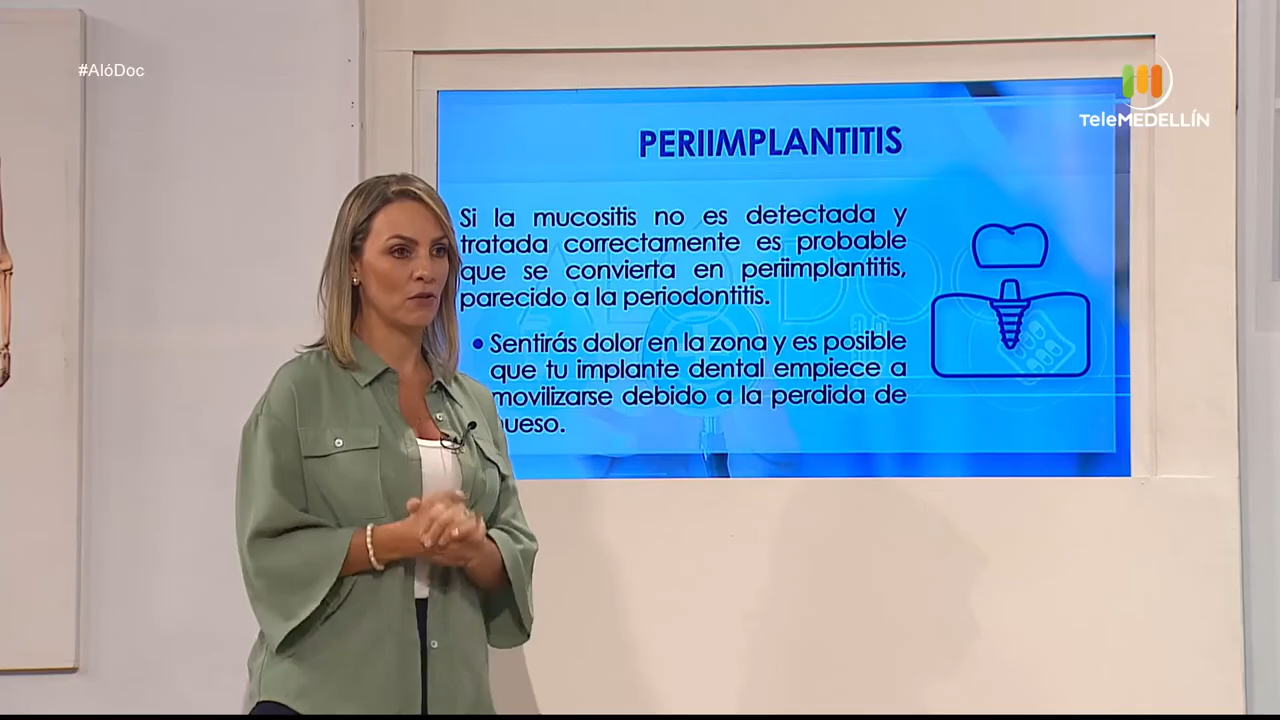 #AlóDoc
TeleMEDELLÍN
PERIIMPLANTITIS
Si la mucositis no es detectada y
tratada correctamente es probable
que se convierta en periimplantitis,
parecido a la periodontitis.
• Sentirás dolor en la zona y es posible
que tu implante dental empiece a
movilizarse debido a la perdida de
hueso.
ALÓ DOC